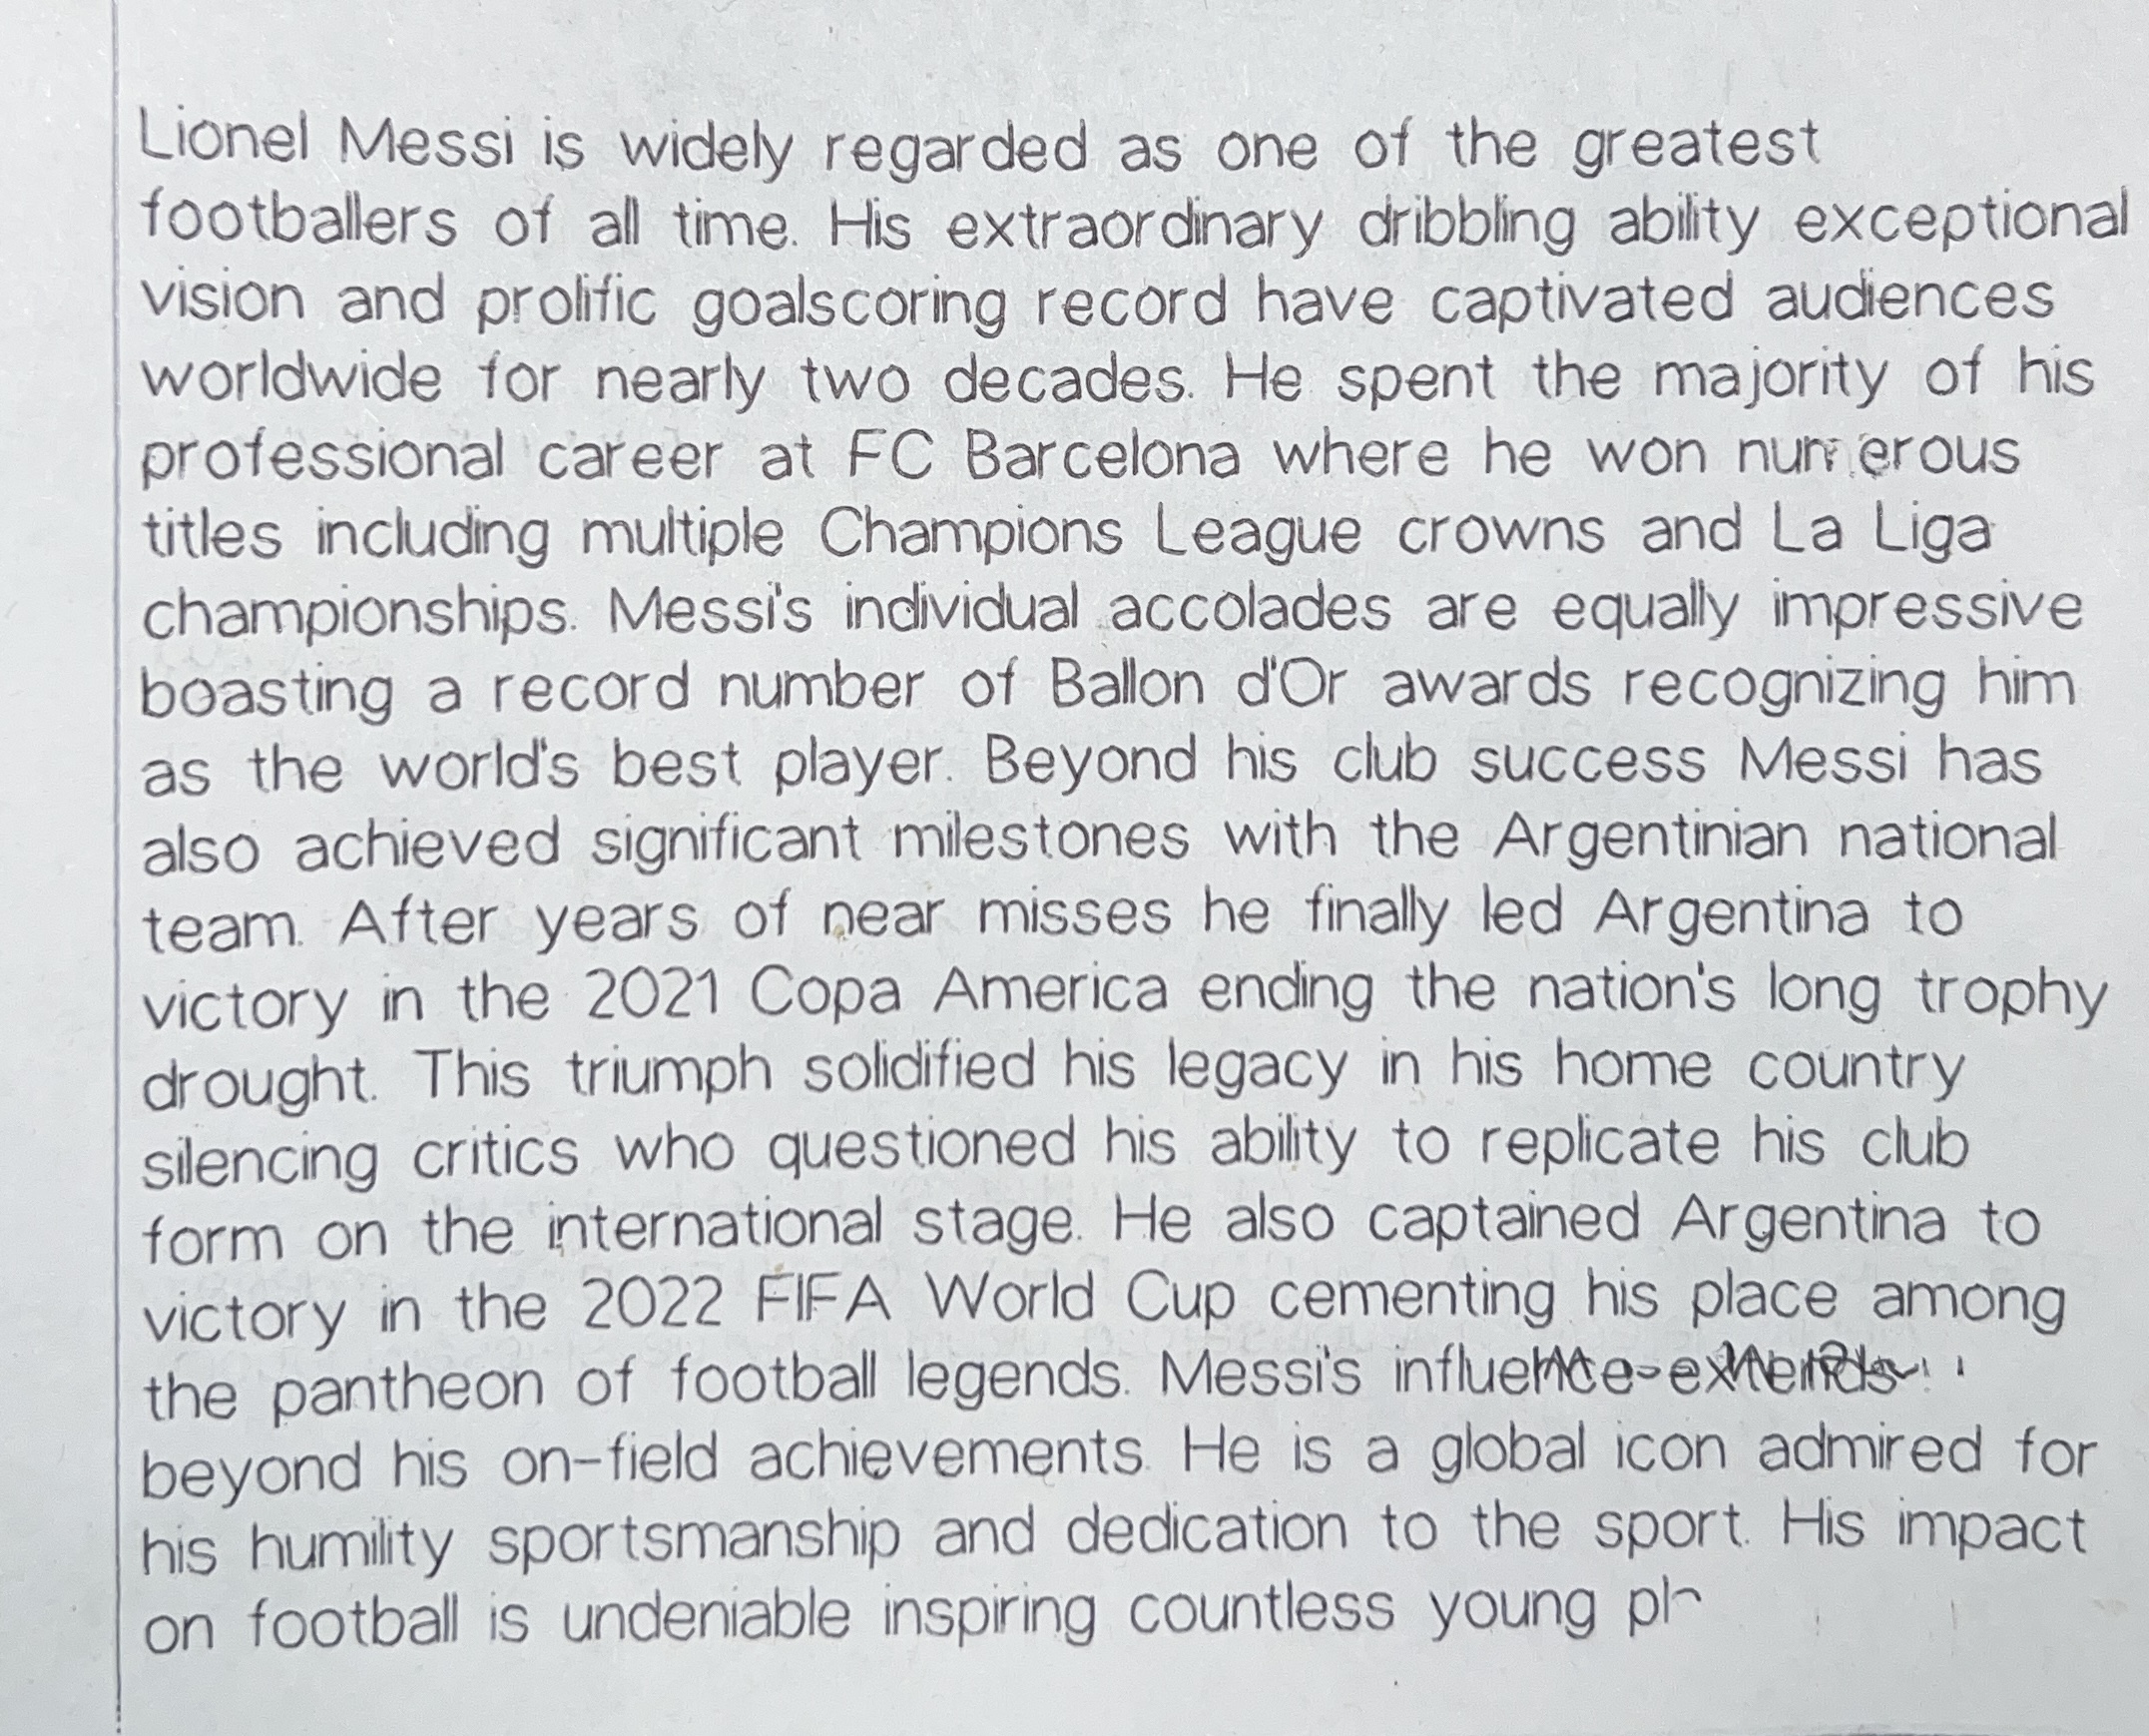 Lionel Messi is widely regarded as one of the greatest
footballers of all time. His extraordinary dribbling ability exceptional
vision and prolific goalscoring record have captivated audiences
worldwide for nearly two decades. He spent the majority of his
professional career at FC Barcelona where he won numerous
titles including multiple Champions League crowns and La Liga
championships. Messi's individual accolades are equally impressive
boasting a record number of Ballon d'Or awards recognizing him
as the world's best player. Beyond his club success Messi has
also achieved significant milestones with the Argentinian national
team. After years of near misses he finally led Argentina to
victory in the 2021 Copa America ending the nation's long trophy
drought. This triumph solidified his legacy in his home country
silencing critics who questioned his ability to replicate his club
form on the international stage. He also captained Argentina to
victory in the 2022 FIFA World Cup cementing his place among
the pantheon of football legends. Messi's influence extends
beyond his on-field achievements. He is a global icon admired for
his humility sportsmanship and dedication to the sport. His impact
on football is undeniable inspiring countless young